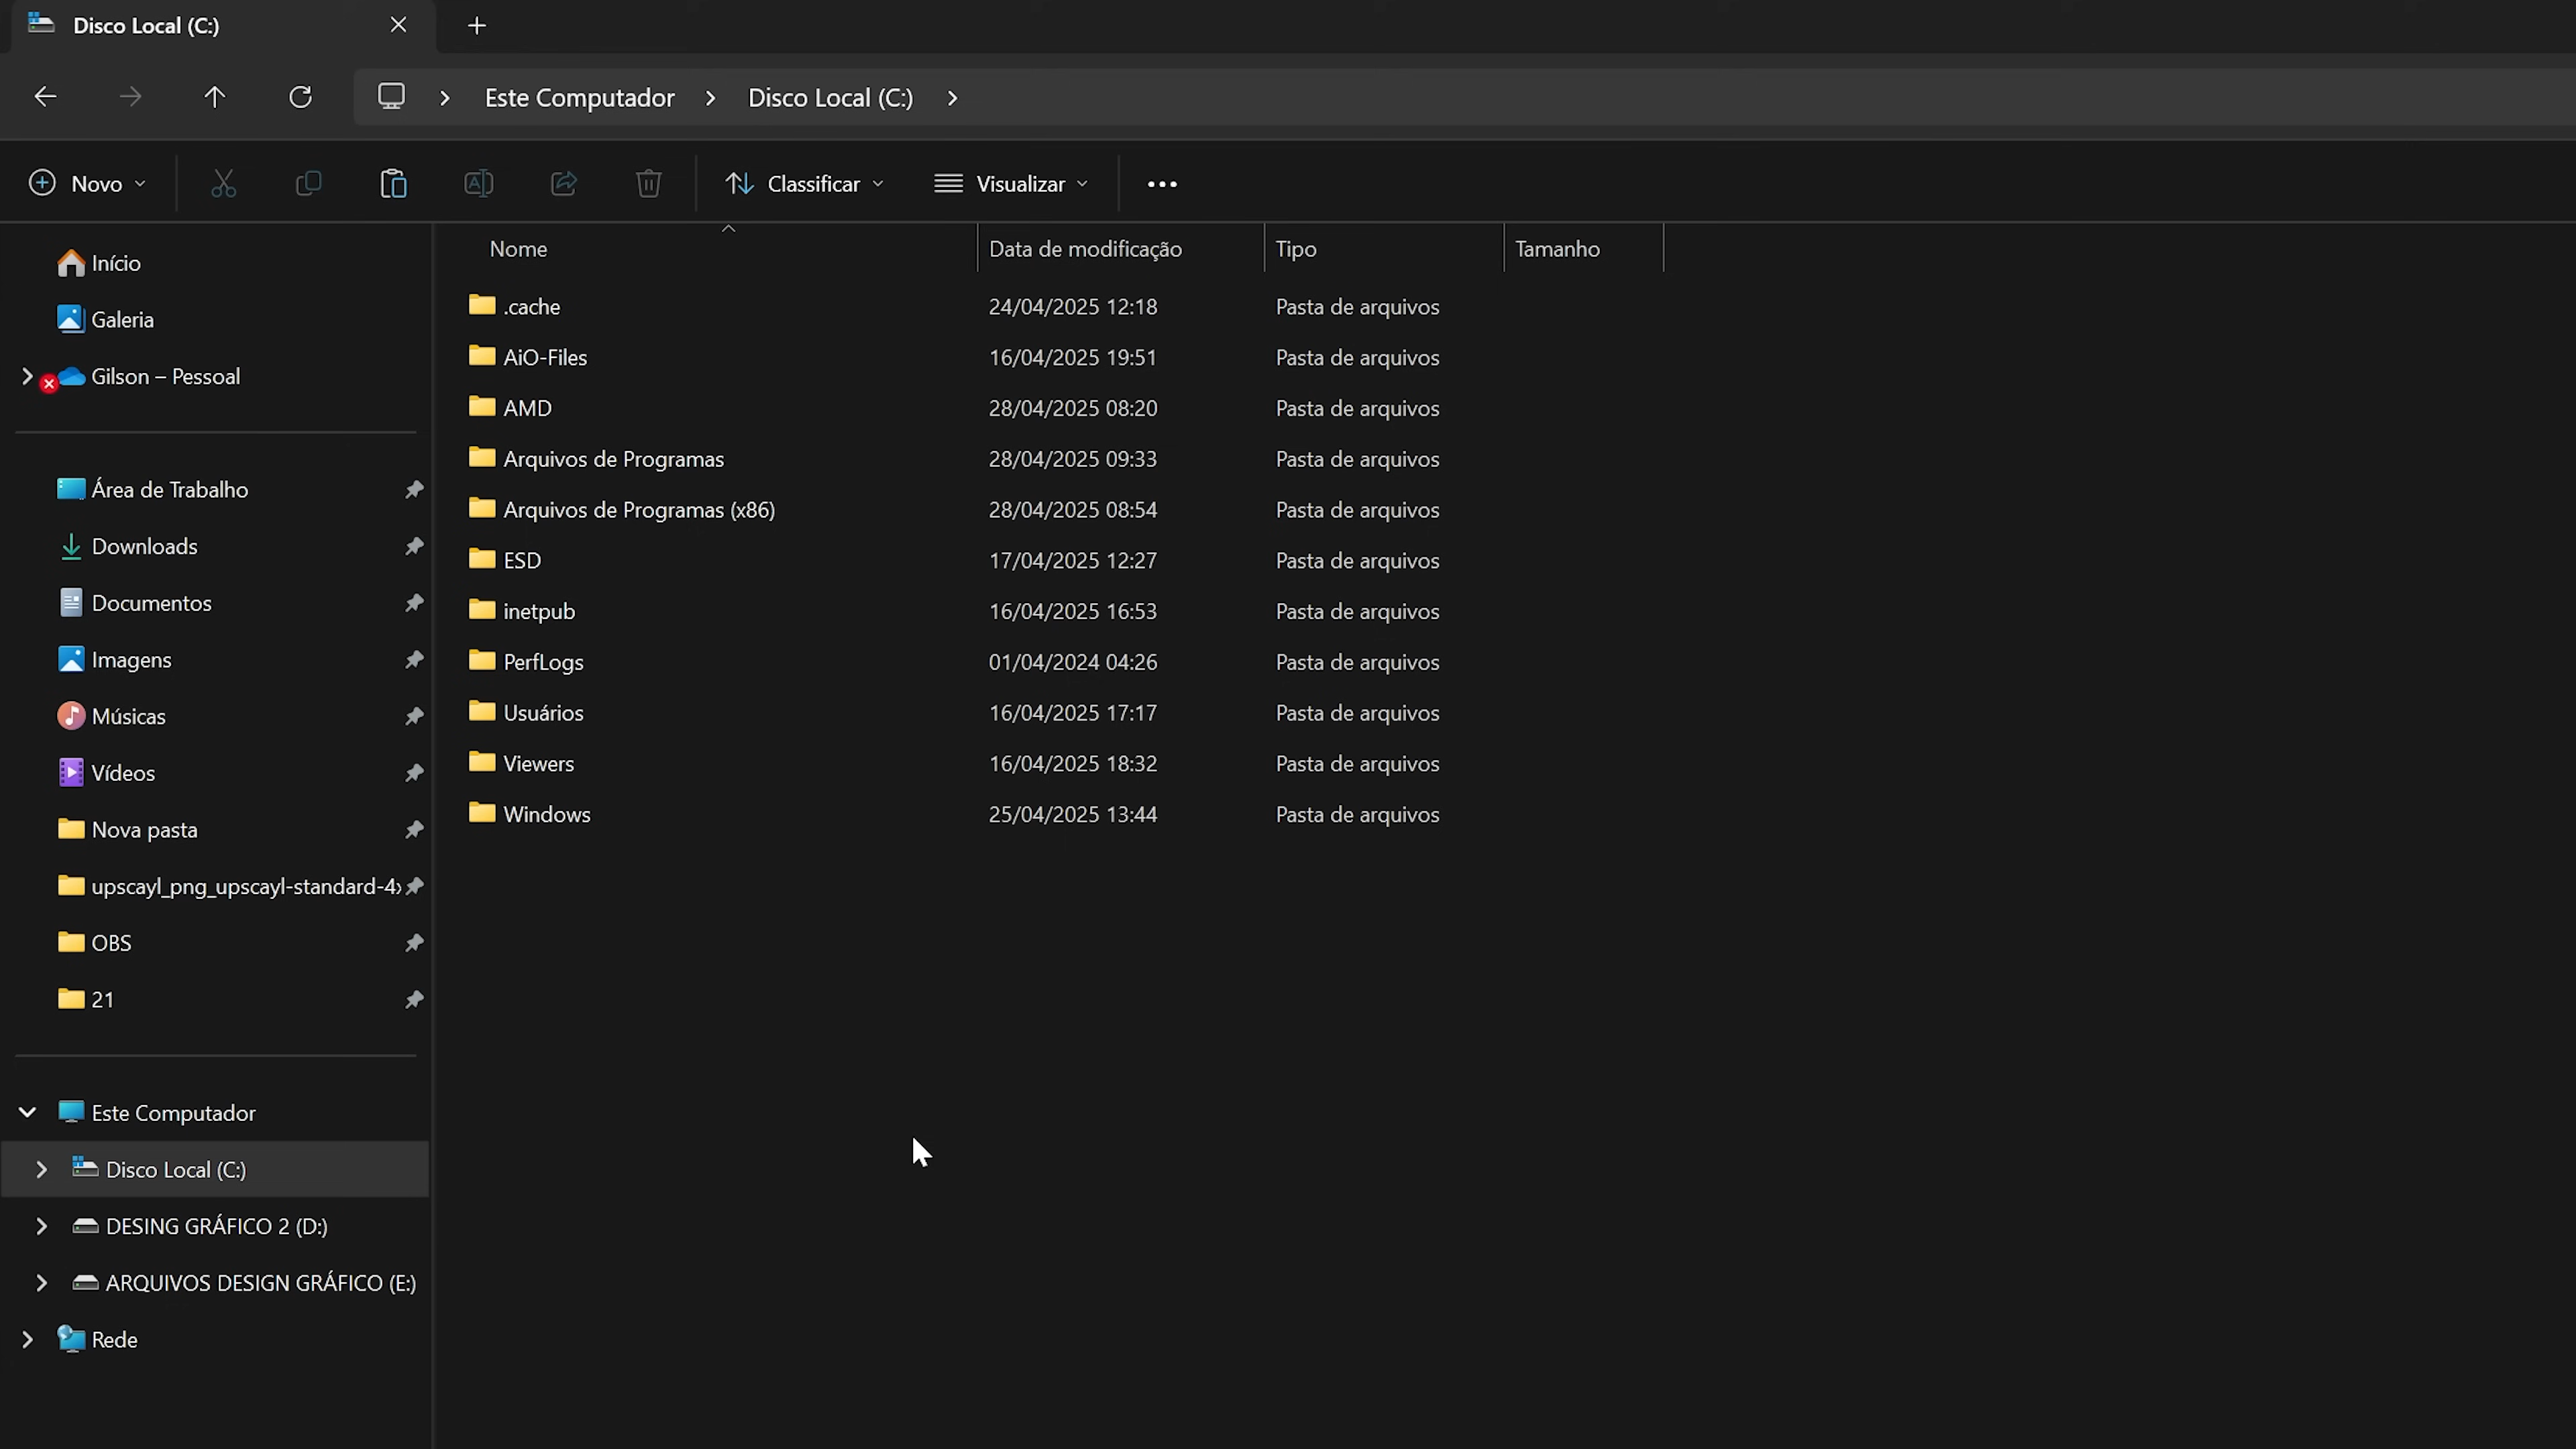 Disco Local (C:)
Este Computador > Disco Local (C:) >
Novo
Classificar
Visualizar
Nome Data de modificação Tipo Tamanho
Início
Galeria
Gilson – Pessoal
Área de Trabalho
Downloads
Documentos
Imagens
Músicas
Vídeos
Nova pasta
upscayl_png_upscayl-standard-4x
OBS
21
Este Computador
Disco Local (C:)
DESING GRÁFICO 2 (D:)
ARQUIVOS DESIGN GRÁFICO (E:)
Rede
.cache 24/04/2025 12:18 Pasta de arquivos
AiO-Files 16/04/2025 19:51 Pasta de arquivos
AMD 28/04/2025 08:20 Pasta de arquivos
Arquivos de Programas 28/04/2025 09:33 Pasta de arquivos
Arquivos de Programas (x86) 28/04/2025 08:54 Pasta de arquivos
ESD 17/04/2025 12:27 Pasta de arquivos
inetpub 16/04/2025 16:53 Pasta de arquivos
PerfLogs 01/04/2024 04:26 Pasta de arquivos
Usuários 16/04/2025 17:17 Pasta de arquivos
Viewers 16/04/2025 18:32 Pasta de arquivos
Windows 25/04/2025 13:44 Pasta de arquivos